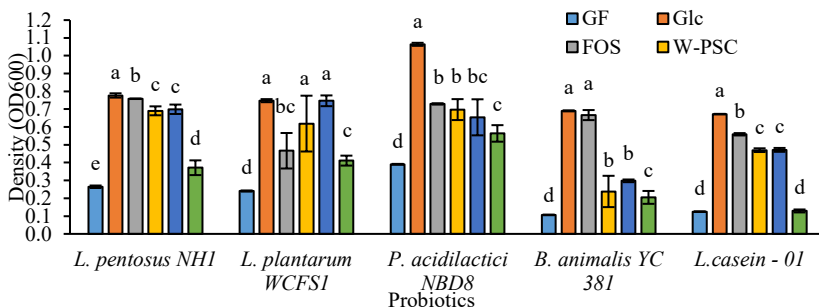 GF Glc
FOS W-PSC
Density (OD600)
1.2
1.1
1.0
0.9
0.8
0.7
0.6
0.5
0.4
0.3
0.2
0.1
0.0
e a b c c d
d a bc a a c
d a b b bc c
d a a b b c
d a b c c d
L. pentosus NH1
L. plantarum WCFS1
P. acidilactici NBD8
B. animalis YC 381
L.casein - 01
Probiotics